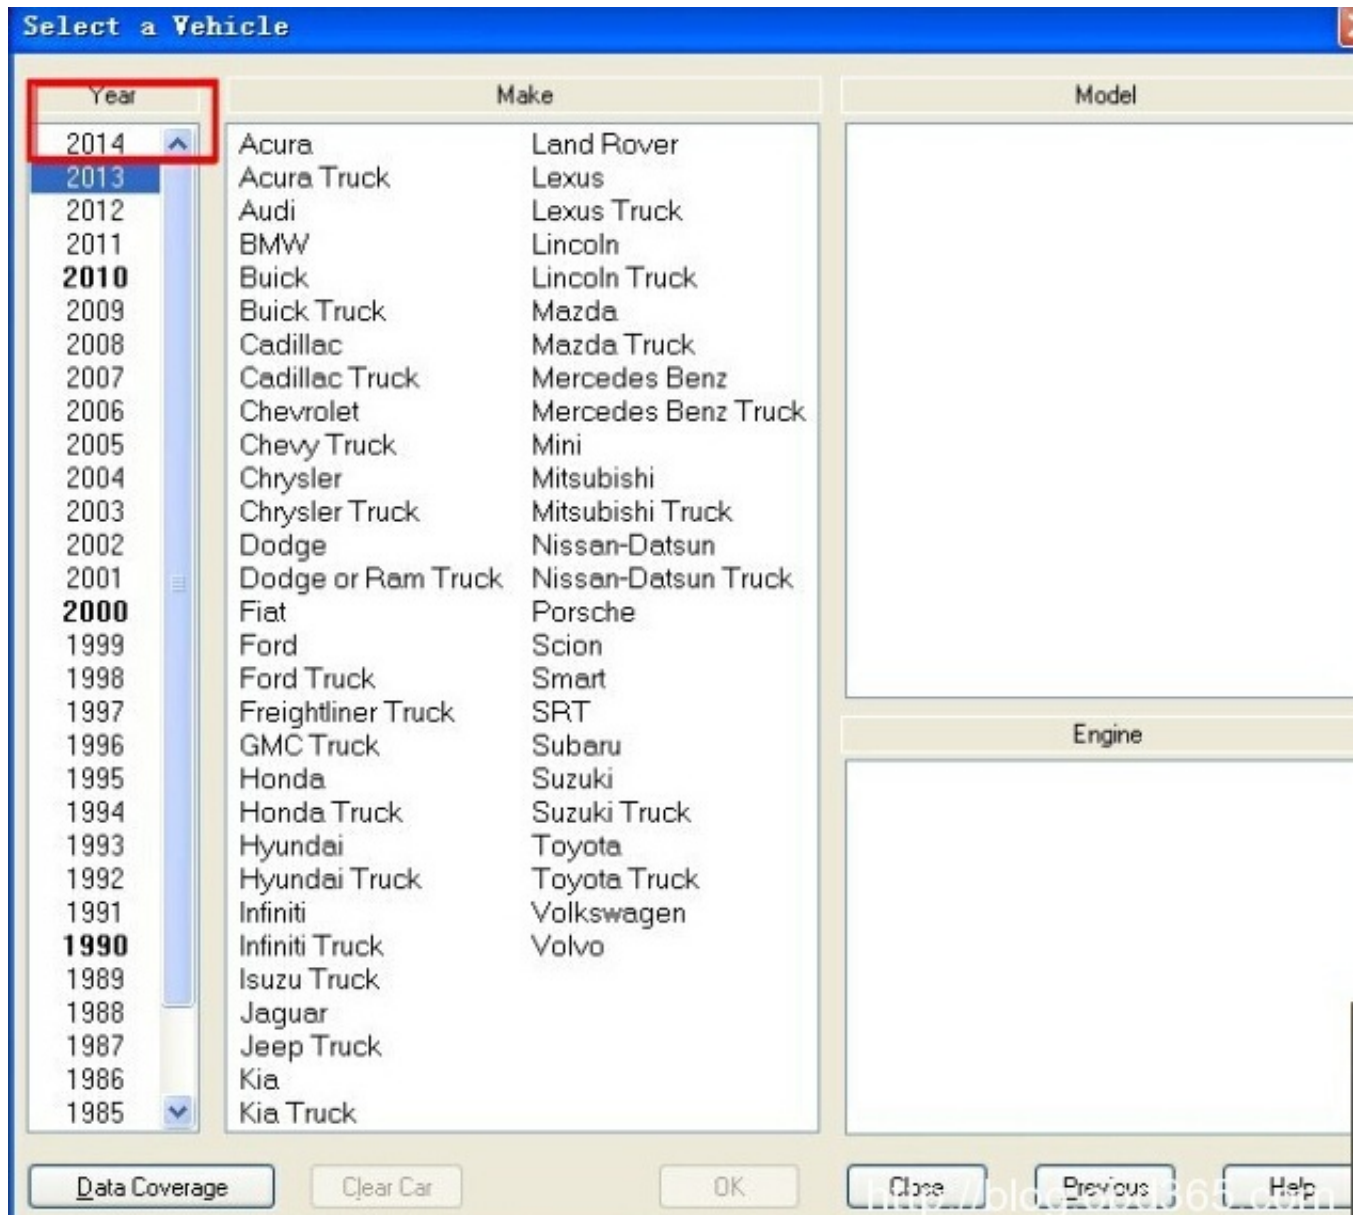 Select a Vehicle
Year
2014
2013
2012
2011
2010
2009
2008
2007
2006
2005
2004
2003
2002
2001
2000
1999
1998
1997
1996
1995
1994
1993
1992
1991
1990
1989
1988
1987
1986
1985
Make
Acura
Acura Truck
Audi
BMW
Buick
Buick Truck
Cadillac
Cadillac Truck
Chevrolet
Chevy Truck
Chrysler
Chrysler Truck
Dodge
Dodge or Ram Truck
Fiat
Ford
Ford Truck
Freightliner Truck
GMC Truck
Honda
Honda Truck
Hyundai
Hyundai Truck
Infiniti
Infiniti Truck
Isuzu Truck
Jaguar
Jeep Truck
Kia
Kia Truck
Land Rover
Lexus
Lexus Truck
Lincoln
Lincoln Truck
Mazda
Mazda Truck
Mercedes Benz
Mercedes Benz Truck
Mini
Mitsubishi
Mitsubishi Truck
Nissan-Datsun
Nissan-Datsun Truck
Porsche
Scion
Smart
SRT
Subaru
Suzuki
Suzuki Truck
Toyota
Toyota Truck
Volkswagen
Volvo
Model
Engine
Data Coverage
Clear Car
OK
Close
Previous
Help
http://blog.obd365.com